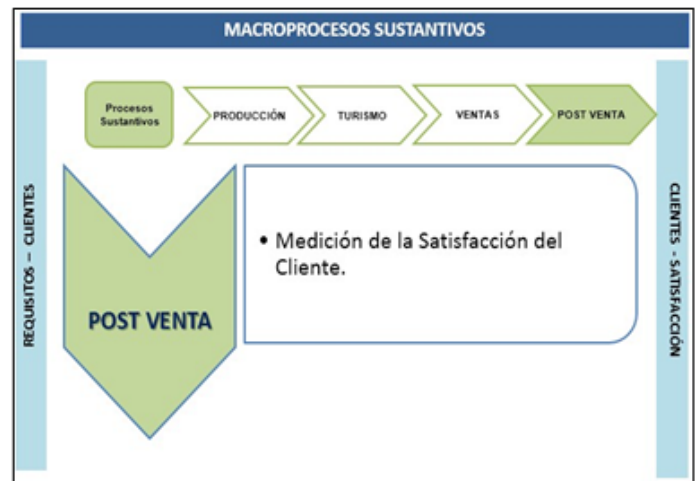 MACROPROCESOS SUSTANTIVOS
REQUISITOS – CLIENTES
Procesos
Sustantivos
PRODUCCIÓN
TURISMO
VENTAS
POST VENTA
POST VENTA
• Medición de la Satisfacción del
Cliente.
CLIENTES - SATISFACCIÓN